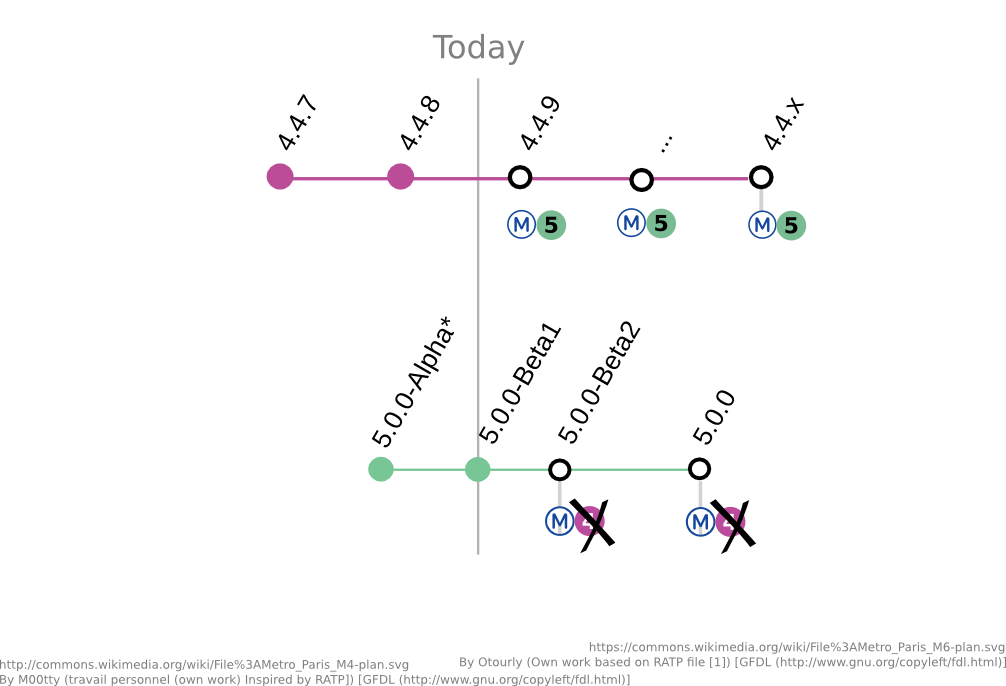 Today
4.4.7
4.4.8
4.4.9
...
4.4.x
M 5
M 5
M 5
5.0.0-Alpha*
5.0.0-Beta1
5.0.0-Beta2
5.0.0
M 4
M 4
https://commons.wikimedia.org/wiki/File%3AMetro_Paris_M6-plan.svg
By Otourly (Own work based on RATP file [1]) [GFDL (http://www.gnu.org/copyleft/fdl.html)]
http://commons.wikimedia.org/wiki/File%3AMetro_Paris_M4-plan.svg
By M00tty (travail personnel (own work) Inspired by RATP]) [GFDL (http://www.gnu.org/copyleft/fdl.html)]